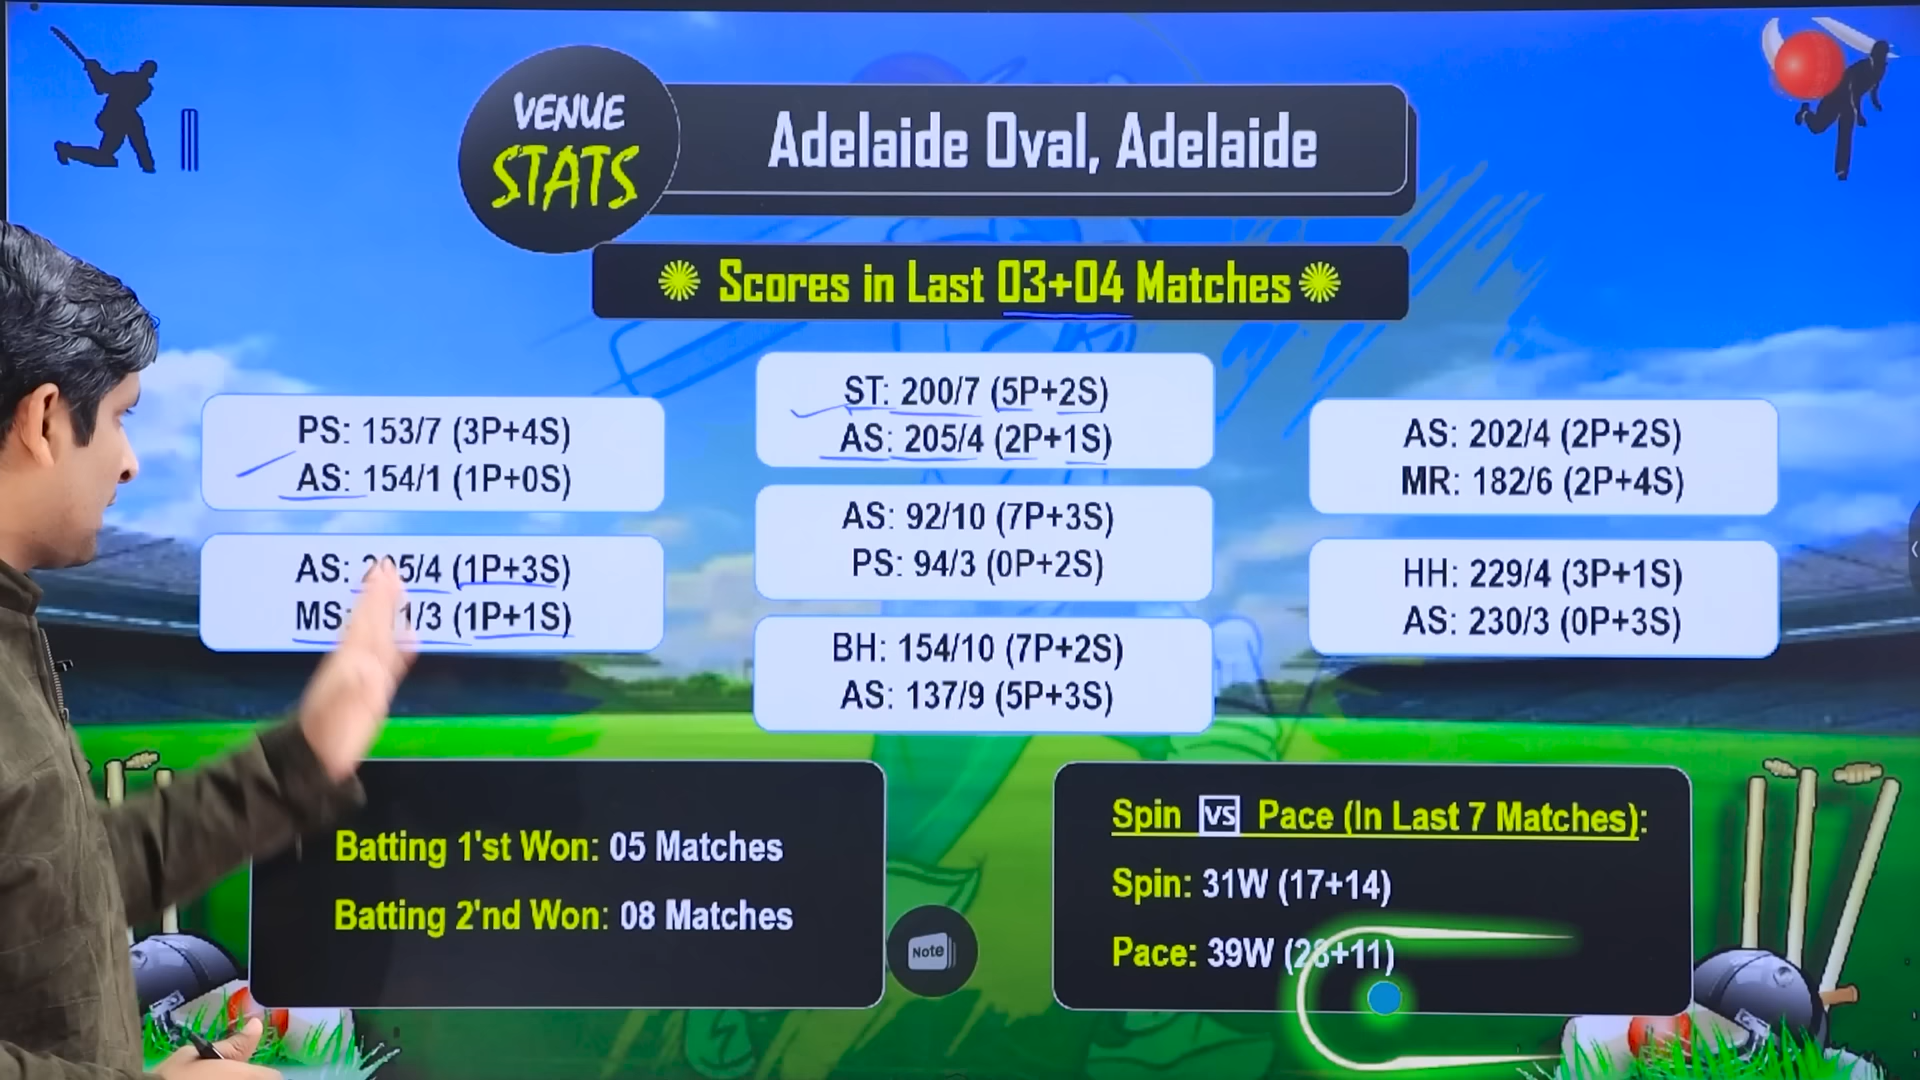 VENUE
STATS
Adelaide Oval, Adelaide
Scores in Last 03+04 Matches
PS: 153/7 (3P+4S)
AS: 154/1 (1P+0S)
AS: 205/4 (1P+3S)
MS: /3 (1P+1S)
ST: 200/7 (5P+2S)
AS: 205/4 (2P+1S)
AS: 92/10 (7P+3S)
PS: 94/3 (0P+2S)
BH: 154/10 (7P+2S)
AS: 137/9 (5P+3S)
AS: 202/4 (2P+2S)
MR: 182/6 (2P+4S)
HH: 229/4 (3P+1S)
AS: 230/3 (0P+3S)
Batting 1'st Won: 05 Matches
Batting 2'nd Won: 08 Matches
Note
Spin VS Pace (In Last 7 Matches):
Spin: 31W (17+14)
Pace: 39W (28+11)